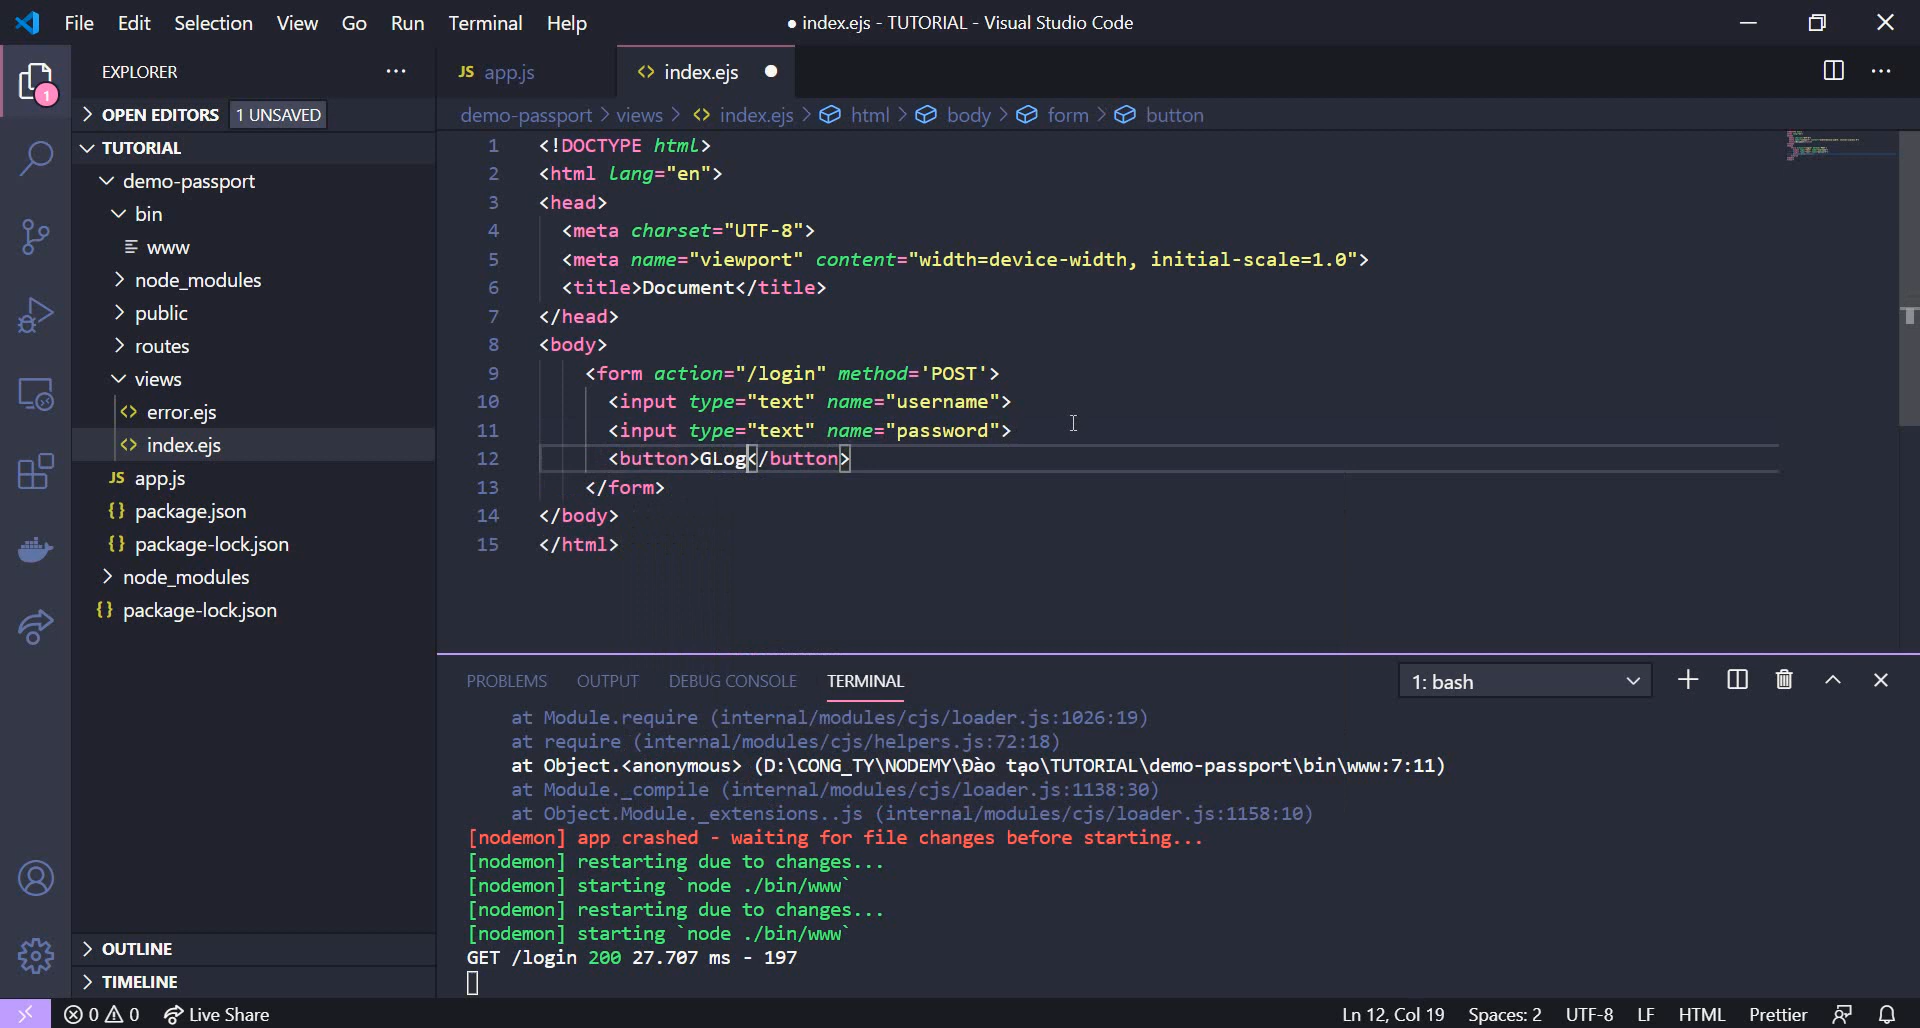 File Edit Selection View Go Run Terminal Help
● index.ejs - TUTORIAL - Visual Studio Code
1
EXPLORER
OPEN EDITORS 1 UNSAVED
TUTORIAL
demo-passport
bin
www
node_modules
public
routes
views
error.ejs
index.ejs
JS app.js
{} package.json
{} package-lock.json
node_modules
{} package-lock.json
OUTLINE
TIMELINE
JS app.js
<> index.ejs ●
demo-passport > views > <> index.ejs > html > body > form > button
1 <!DOCTYPE html>
2 <html lang="en">
3 <head>
4 <meta charset="UTF-8">
5 <meta name="viewport" content="width=device-width, initial-scale=1.0">
6 <title>Document</title>
7 </head>
8 <body>
9 <form action="/login" method='POST'>
10 <input type="text" name="username">
11 <input type="text" name="password">
12 <button>GLog</button>
13 </form>
14 </body>
15 </html>
PROBLEMS OUTPUT DEBUG CONSOLE TERMINAL
1: bash
at Module.require (internal/modules/cjs/loader.js:1026:19)
at require (internal/modules/cjs/helpers.js:72:18)
at Object.<anonymous> (D:\CONG_TY\NODEMY\Đào tạo\TUTORIAL\demo-passport\bin\www:7:11)
at Module._compile (internal/modules/cjs/loader.js:1138:30)
at Object.Module._extensions..js (internal/modules/cjs/loader.js:1158:10)
[nodemon] app crashed - waiting for file changes before starting...
[nodemon] restarting due to changes...
[nodemon] starting `node ./bin/www`
[nodemon] restarting due to changes...
[nodemon] starting `node ./bin/www`
GET /login 200 27.707 ms - 197
0 0 Live Share
Ln 12, Col 19 Spaces: 2 UTF-8 LF HTML Prettier